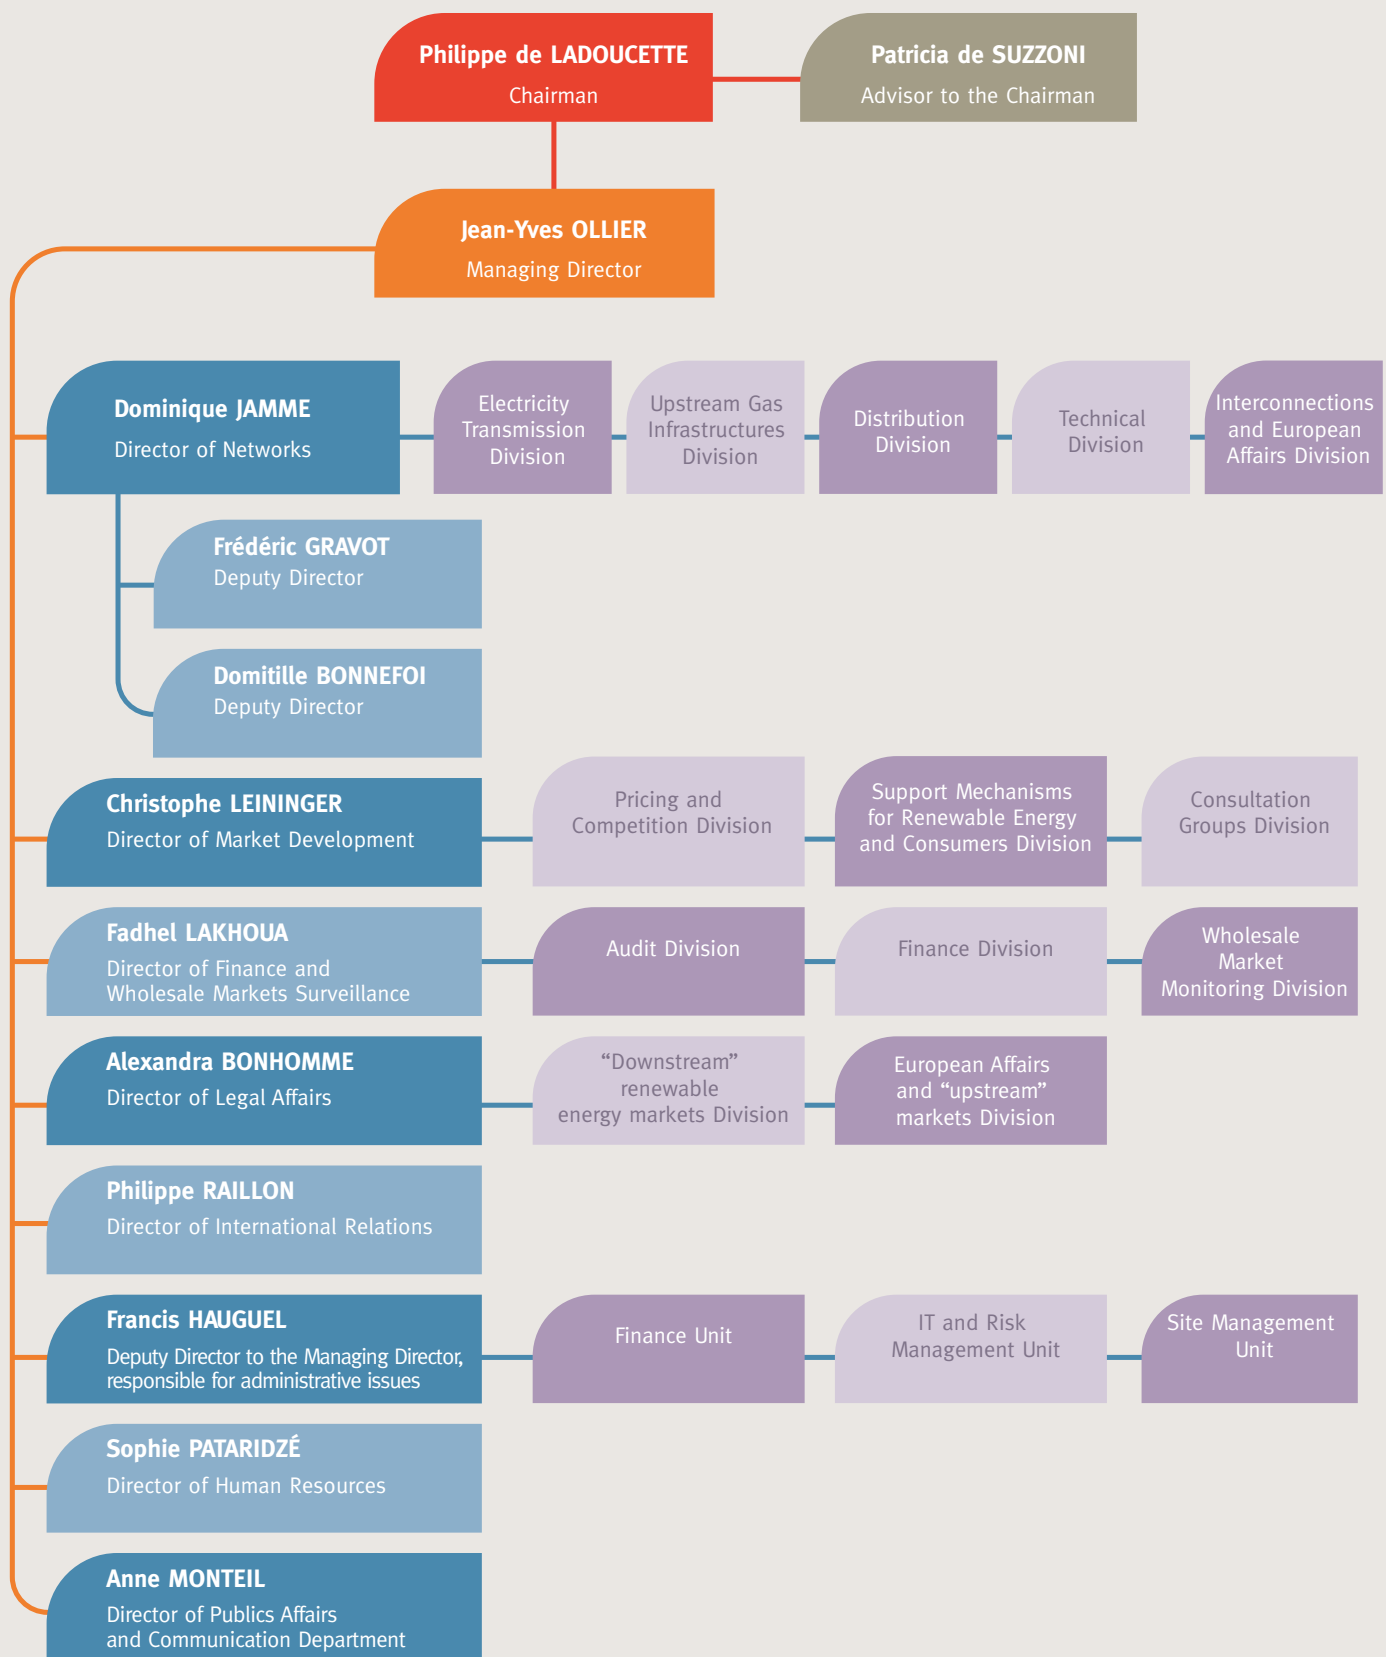 Philippe de LADOUCETTE
Chairman
Patricia de SUZZONI
Advisor to the Chairman
Jean-Yves OLLIER
Managing Director
Dominique JAMME
Director of Networks
Electricity
Transmission
Division
Upstream Gas
Infrastructures
Division
Distribution
Division
Technical
Division
Interconnections
and European
Affairs Division
Frédéric GRAVOT
Deputy Director
Domitille BONNEFOI
Deputy Director
Christophe LEININGER
Director of Market Development
Pricing and
Competition Division
Support Mechanisms
for Renewable Energy
and Consumers Division
Consultation
Groups Division
Fadhel LAKHOUA
Director of Finance and
Wholesale Markets Surveillance
Audit Division
Finance Division
Wholesale
Market
Monitoring Division
Alexandra BONHOMME
Director of Legal Affairs
“Downstream”
renewable
energy markets Division
European Affairs
and “upstream”
markets Division
Philippe RAILLON
Director of International Relations
Francis HAUGUEL
Deputy Director to the Managing Director,
responsible for administrative issues
Finance Unit
IT and Risk
Management Unit
Site Management
Unit
Sophie PATARIDZÉ
Director of Human Resources
Anne MONTEIL
Director of Publics Affairs
and Communication Department